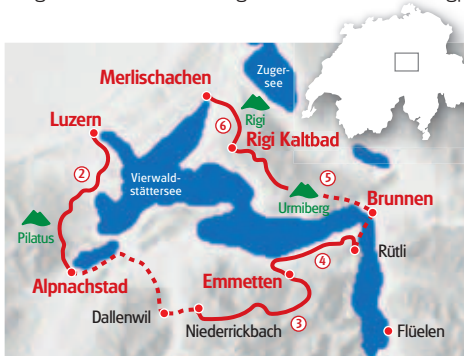 Zuger-
see
Merlischachen
Luzern
⑥
Rigi
Rigi Kaltbad
②
Vierwald-
stättersee
⑤
Brunnen
Urmiberg
Pilatus
④
Rütli
Alpnachstad
Emmetten
Dallenwil
Niederrickbach
③
Flüelen